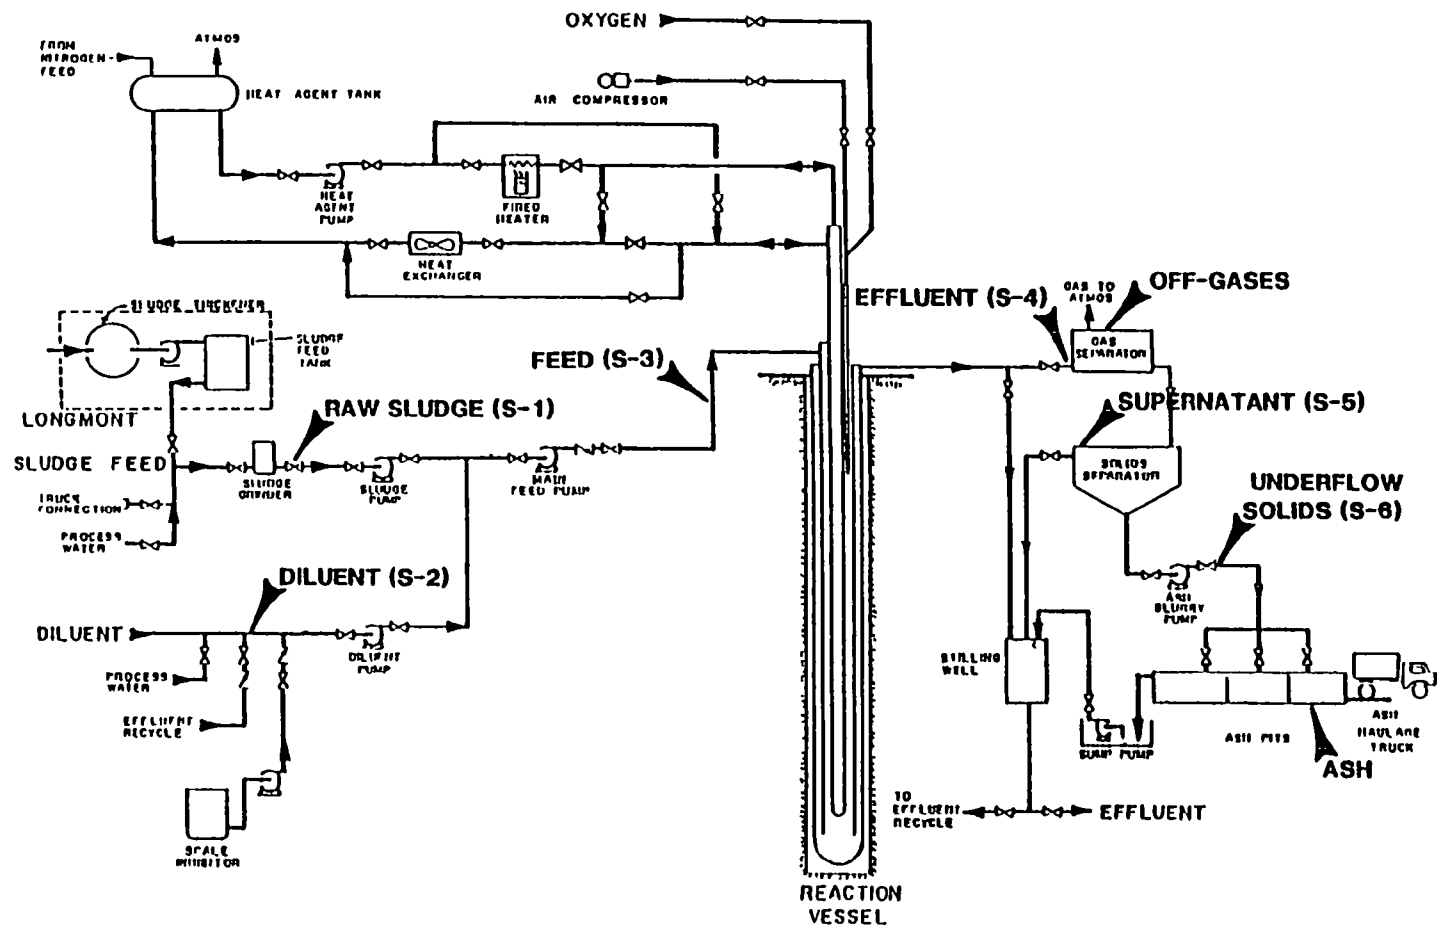 OXYGEN
FROM
NITROGEN-
FEED
ATMOS
HEAT AGENT TANK
AIR COMPRESSOR
HEAT
AGENT
PUMP
FIRED
HEATER
HEAT
EXCHANGER
SLUDGE THICKENER
SLUDGE
FEED
TANK
LONGMONT
SLUDGE FEED
RAW SLUDGE (S-1)
SLUDGE
GRINDER
SLUDGE
PUMP
MAIN
FEED PUMP
TRUCK
CONNECTION
PROCESS
WATER
FEED (S-3)
DILUENT (S-2)
DILUENT
DILUENT
PUMP
PROCESS
WATER
EFFLUENT
RECYCLE
SCALE
INHIBITOR
REACTION
VESSEL
EFFLUENT (S-4)
GAS TO
ATMOS
OFF-GASES
GAS
SEPARATOR
SUPERNATANT (S-5)
SOLIDS
SEPARATOR
UNDERFLOW
SOLIDS (S-6)
ASH
SLURRY
PUMP
STILLING
WELL
SUMP PUMP
ASH PITS
ASH
HAULAGE
TRUCK
ASH
TO
EFFLUENT
RECYCLE
EFFLUENT